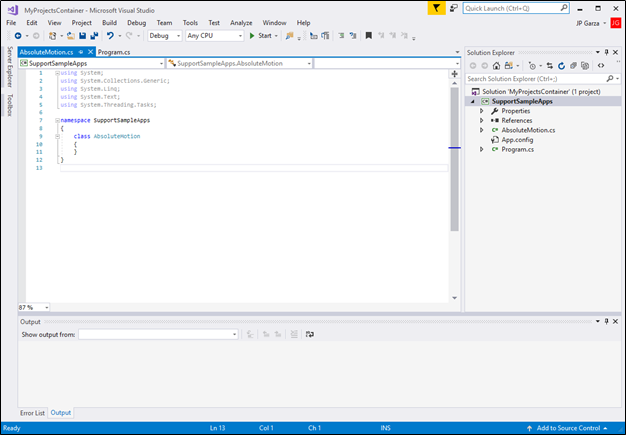 MyProjectsContainer - Microsoft Visual Studio
Quick Launch (Ctrl+Q)
File Edit View Project Build Debug Team Tools Test Analyze Window Help
JP Garza JG
Debug Any CPU Start
Server Explorer
Toolbox
AbsoluteMotion.cs Program.cs
SupportSampleApps SupportSampleApps.AbsoluteMotion
1 using System;
2 using System.Collections.Generic;
3 using System.Linq;
4 using System.Text;
5 using System.Threading.Tasks;
6
7 namespace SupportSampleApps
8 {
9 class AbsoluteMotion
10 {
11 }
12 }
13
87 %
Solution Explorer
Search Solution Explorer (Ctrl+;)
Solution 'MyProjectsContainer' (1 project)
C# SupportSampleApps
Properties
References
C# AbsoluteMotion.cs
App.config
C# Program.cs
Output
Show output from:
Error List Output
Ready Ln 13 Col 1 Ch 1 INS Add to Source Control